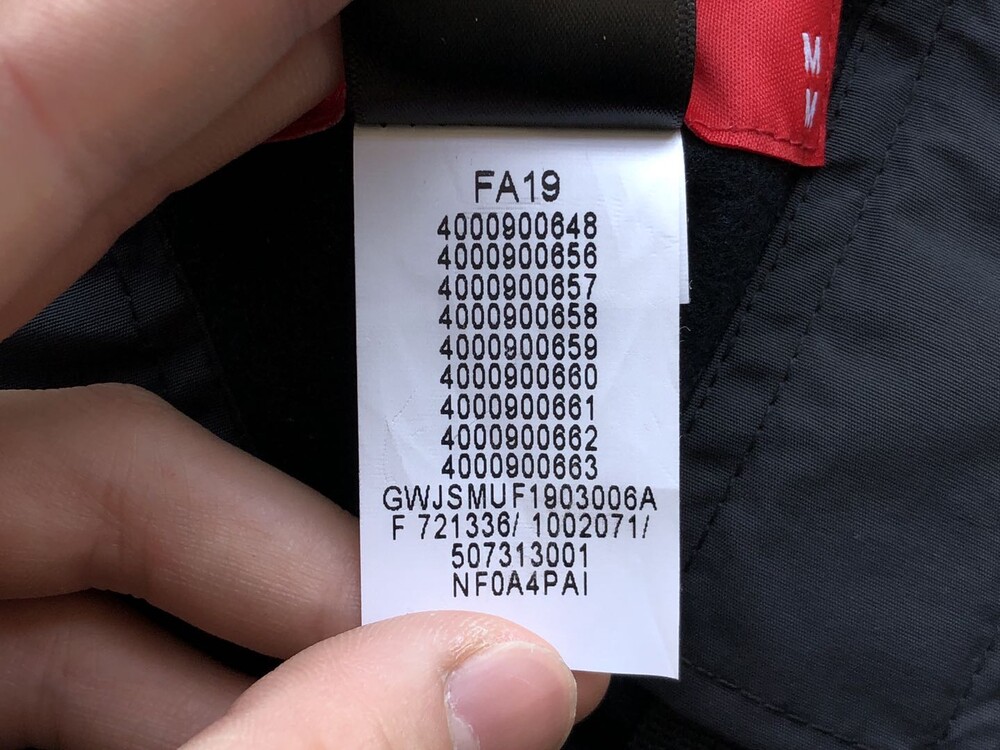 M
M
FA19
4000900648
4000900656
4000900657
4000900658
4000900659
4000900660
4000900661
4000900662
4000900663
GWJSMUF1903006A
F 721336/ 1002071/
507313001
NF0A4PAI